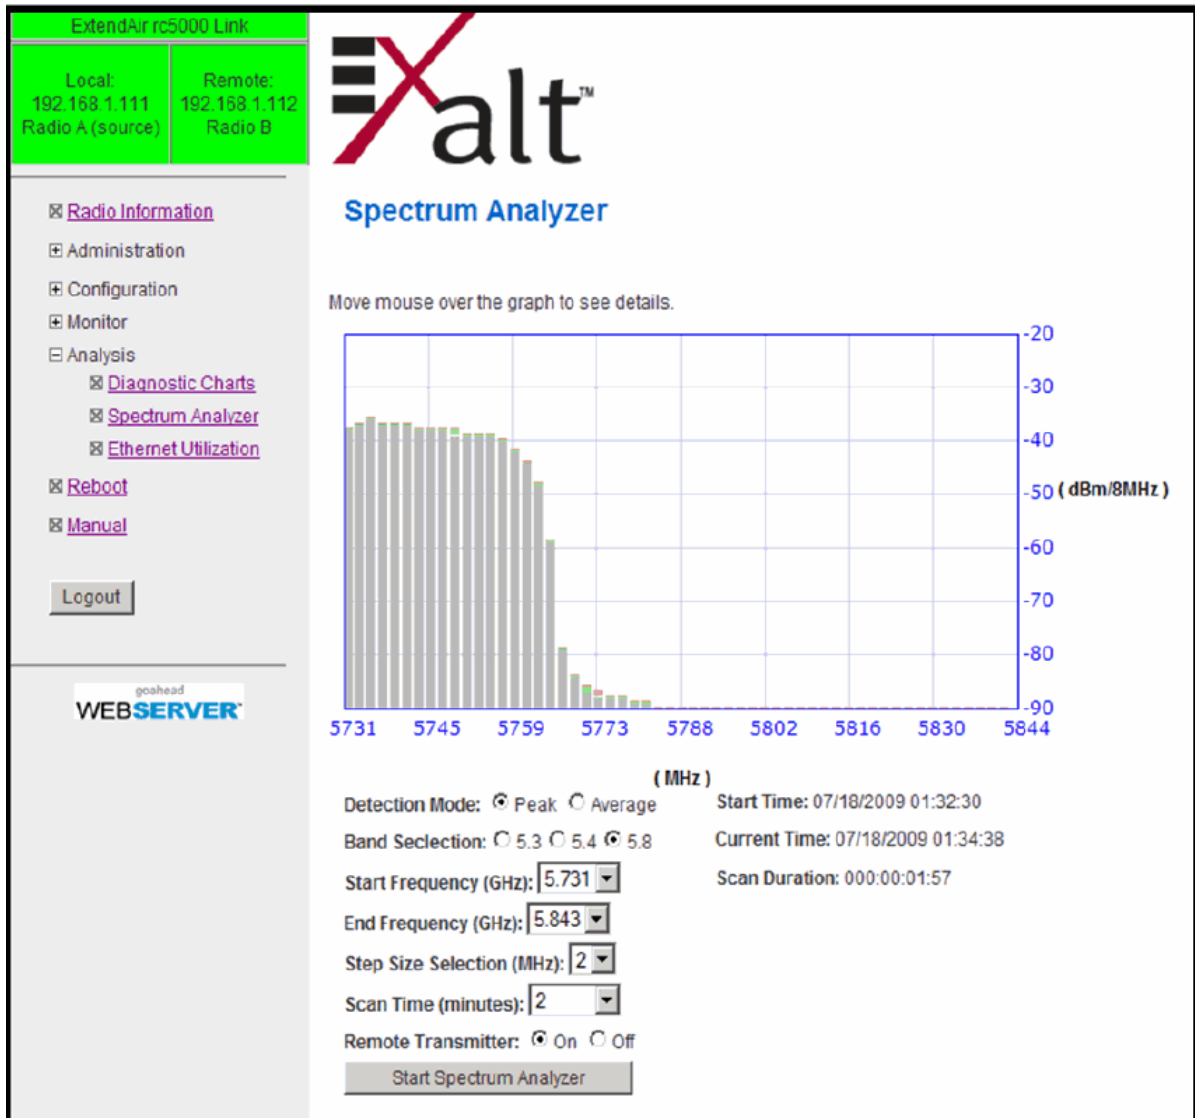 ExtendAir rc5000 Link
Local:
192.168.1.111
Radio A (source)
Remote:
192.168.1.112
Radio B
EXalt™
Radio Information
Administration
Configuration
Monitor
Analysis
Diagnostic Charts
Spectrum Analyzer
Ethernet Utilization
Reboot
Manual
Logout
goahead
WEBSERVER™
Spectrum Analyzer
Move mouse over the graph to see details.
-20
-30
-40
-50 ( dBm/8MHz )
-60
-70
-80
-90
5731 5745 5759 5773 5788 5802 5816 5830 5844
( MHz )
Detection Mode: Peak Average
Start Time: 07/18/2009 01:32:30
Band Seclection: 5.3 5.4 5.8
Current Time: 07/18/2009 01:34:38
Start Frequency (GHz): 5.731
Scan Duration: 000:00:01:57
End Frequency (GHz): 5.843
Step Size Selection (MHz): 2
Scan Time (minutes): 2
Remote Transmitter: On Off
Start Spectrum Analyzer